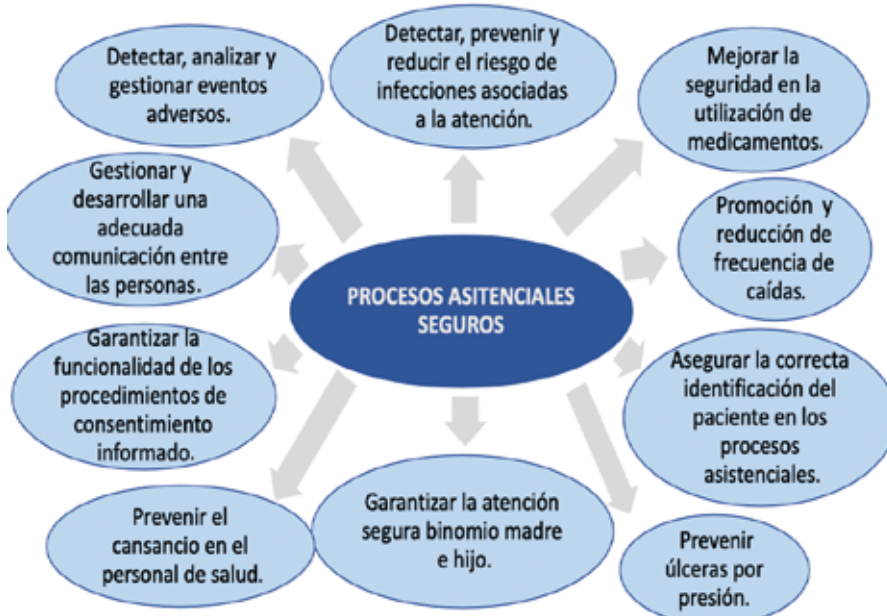 Detectar, analizar y
gestionar eventos
adversos.
Detectar, prevenir y
reducir el riesgo de
infecciones asociadas
a la atención.
Mejorar la
seguridad en la
utilización de
medicamentos.
Gestionar y
desarrollar una
adecuada
comunicación entre
las personas.
Promoción y
reducción de
frecuencia de
caídas.
PROCESOS ASITENCIALES
SEGUROS
Garantizar la
funcionalidad de los
procedimientos de
consentimiento
informado.
Asegurar la correcta
identificación del
paciente en los
procesos
asistenciales.
Prevenir el
cansancio en el
personal de salud.
Garantizar la atención
segura binomio madre
e hijo.
Prevenir
úlceras por
presión.